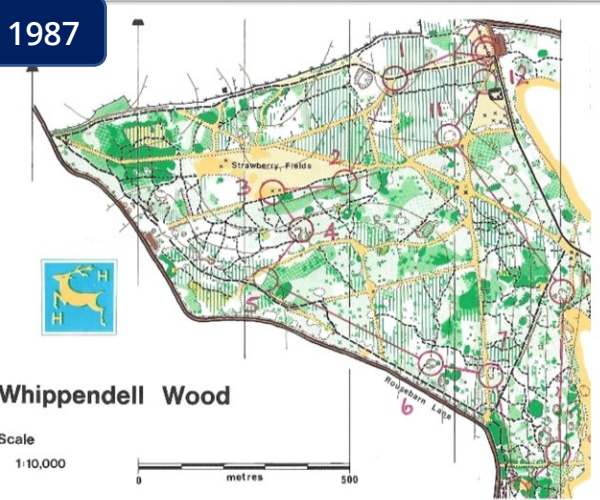 1987
1
12
11
2
Strawberry Fields
3
4
H
5
H
7
Whippendell Wood
Rousebarn Lane
6
Scale
1:10,000
0
500
metres